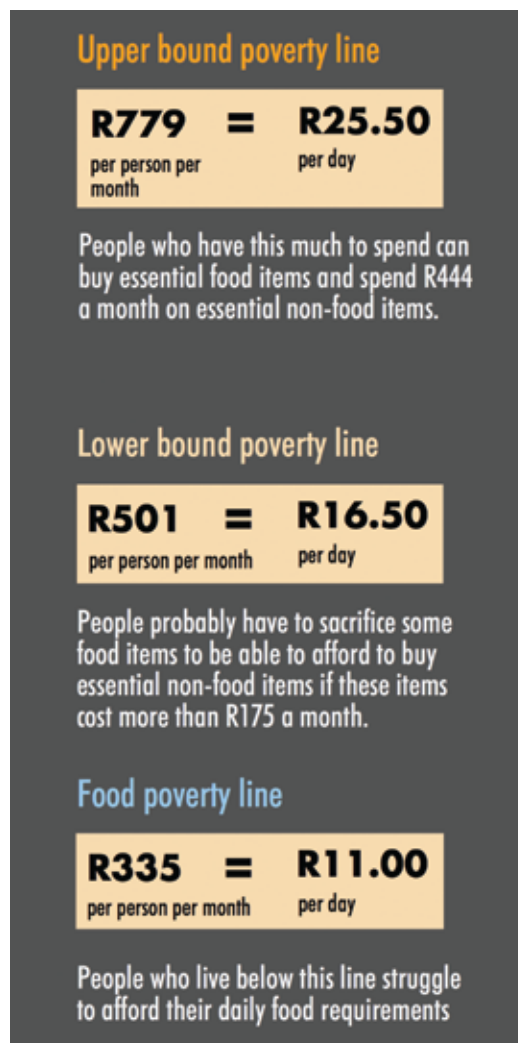 Upper bound poverty line
R779 = R25.50
per person per month
per day
People who have this much to spend can
buy essential food items and spend R444
a month on essential non-food items.
Lower bound poverty line
R501 = R16.50
per person per month
per day
People probably have to sacrifice some
food items to be able to afford to buy
essential non-food items if these items
cost more than R175 a month.
Food poverty line
R335 = R11.00
per person per month
per day
People who live below this line struggle
to afford their daily food requirements